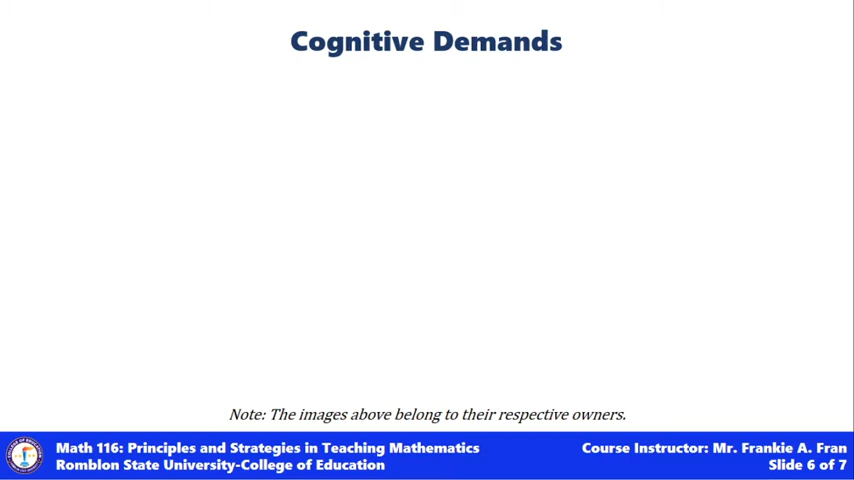 Cognitive Demands
Note: The images above belong to their respective owners.
Math 116: Principles and Strategies in Teaching Mathematics
Romblon State University-College of Education
Course Instructor: Mr. Frankie A. Fran
Slide 6 of 7